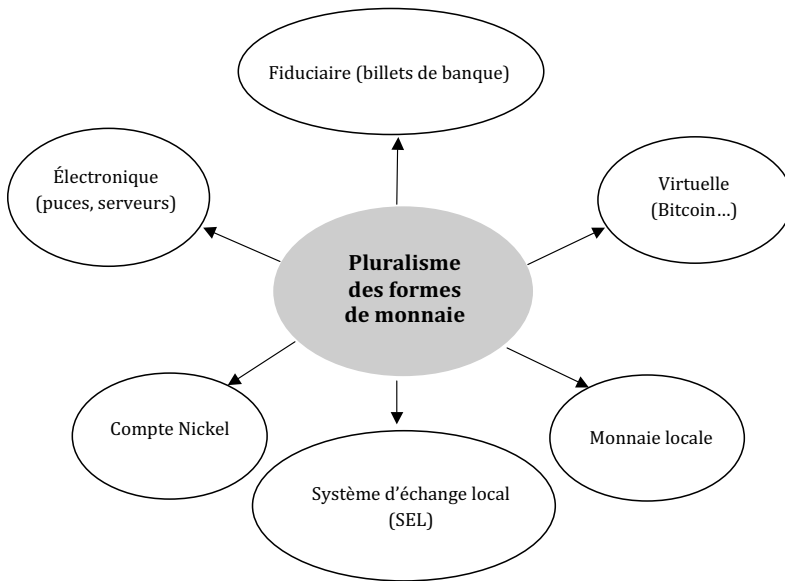 Fiduciaire (billets de banque)
Électronique
(puces, serveurs)
Virtuelle
(Bitcoin…)
Pluralisme
des formes
de monnaie
Compte Nickel
Monnaie locale
Système d’échange local
(SEL)